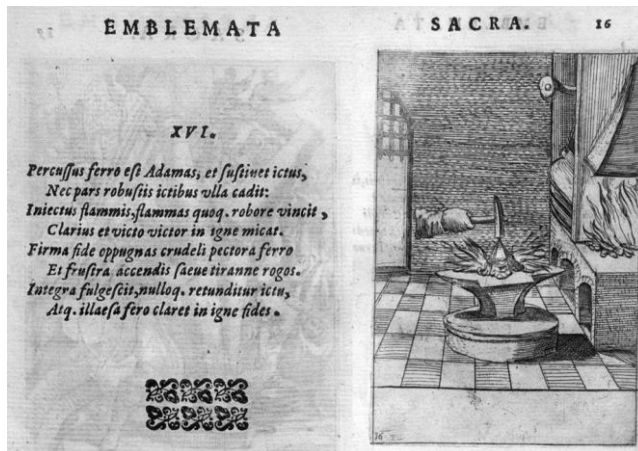 EMBLEMATA
SACRA. 16
XVI.
Percuſſus ferro eſt Adamas, et ſuſtinet ictus,
Nec pars robuſtis ictibus vlla cadit:
Iniectus flammis, flammas quoq. robore vincit,
Clarius et victo victor in igne micat.
Firma fide oppugnas crudeli pectora ferro
Et fruſtra accendis ſaeue tiranne rogos.
Integra fulgeſcit, nulloq. retunditur ictu,
Atq. illaeſa fero claret in igne fides.
16